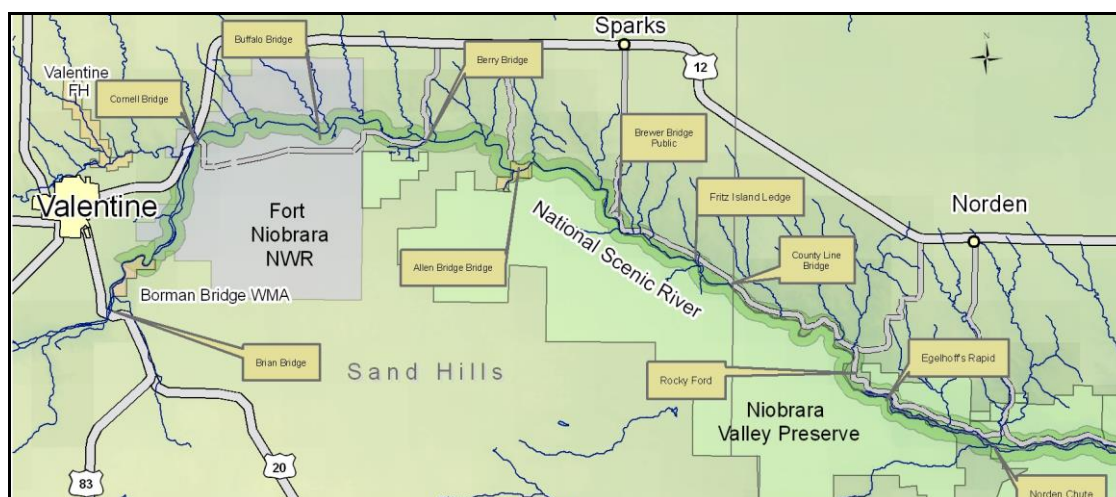 Sparks
Buffalo Bridge
Berry Bridge
N
12
Valentine
FH
Cornell Bridge
Brewer Bridge
Public
Fritz Island Ledge
Norden
Valentine
Fort
Niobrara
NWR
National Scenic River
County Line
Bridge
Allen Bridge Bridge
Borman Bridge WMA
Brian Bridge
Sand Hills
Egelhoff's Rapid
Rocky Ford
Niobrara
Valley Preserve
20
83
Norden Chute